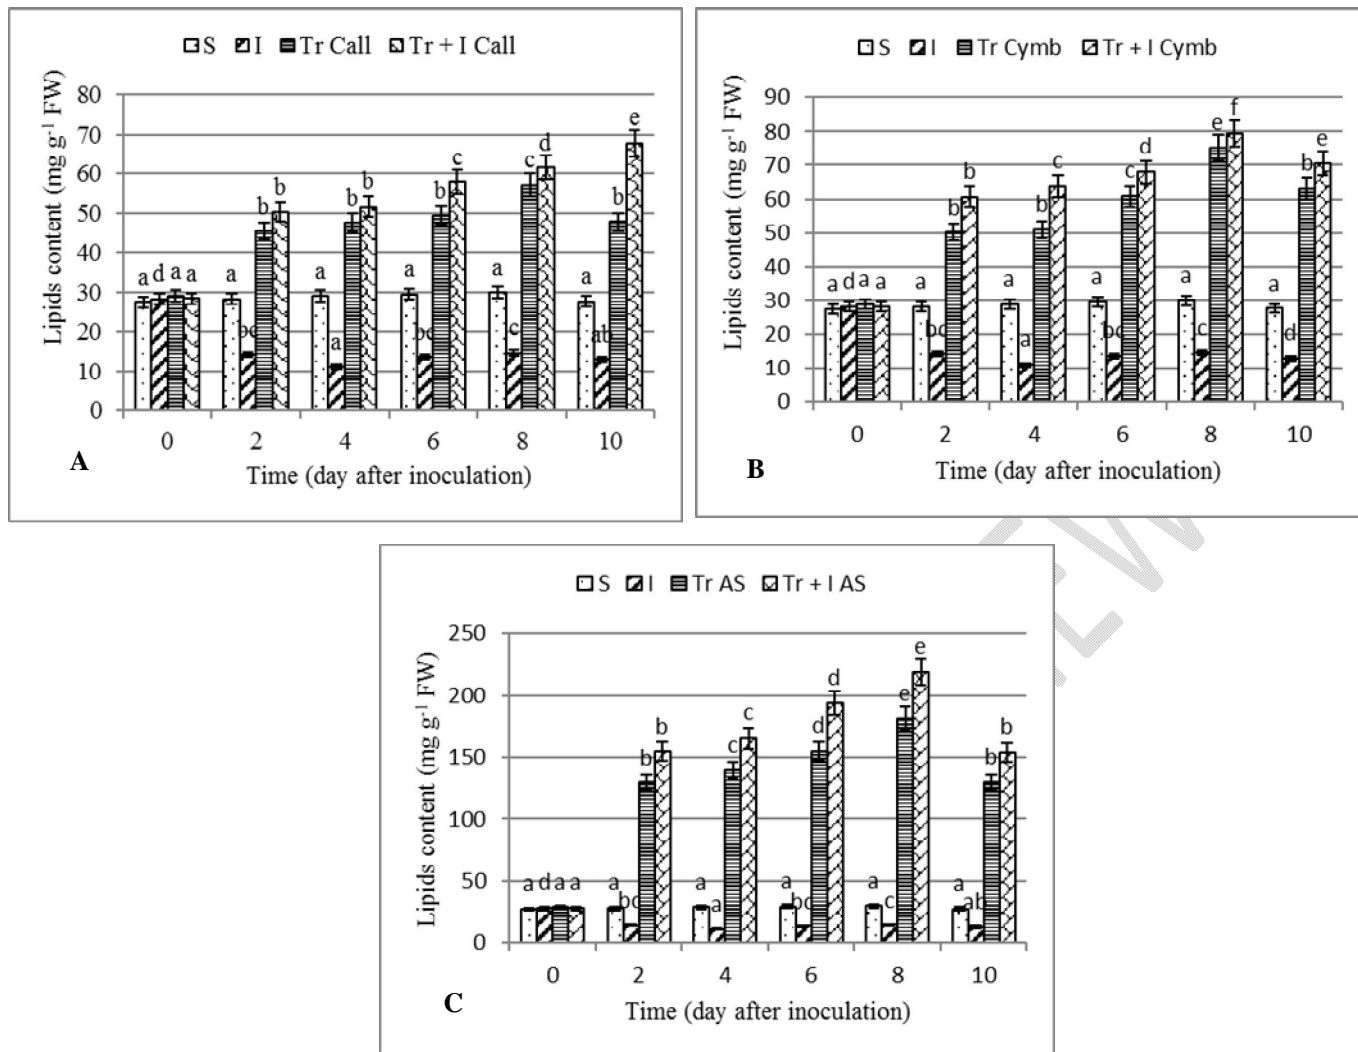 S I Tr Call Tr + I Call
Lipids content (mg g-1 FW)
80
70
60
50
40
30
20
10
0
a d a a a bc b b a a b b a bc b c a c c d a ab b e
0 2 4 6 8 10
A
Time (day after inoculation)
S I Tr Cymb Tr + I Cymb
Lipids content (mg g-1 FW)
90
80
70
60
50
40
30
20
10
0
a d a a a bc b b a a b c a bc c d a c e f a d b e
0 2 4 6 8 10
B
Time (day after inoculation)
S I Tr AS Tr + I AS
Lipids content (mg g-1 FW)
250
200
150
100
50
0
a d a a a bc b b a a c c a bc d d a c e e a ab b b
0 2 4 6 8 10
C
Time (day after inoculation)
EW